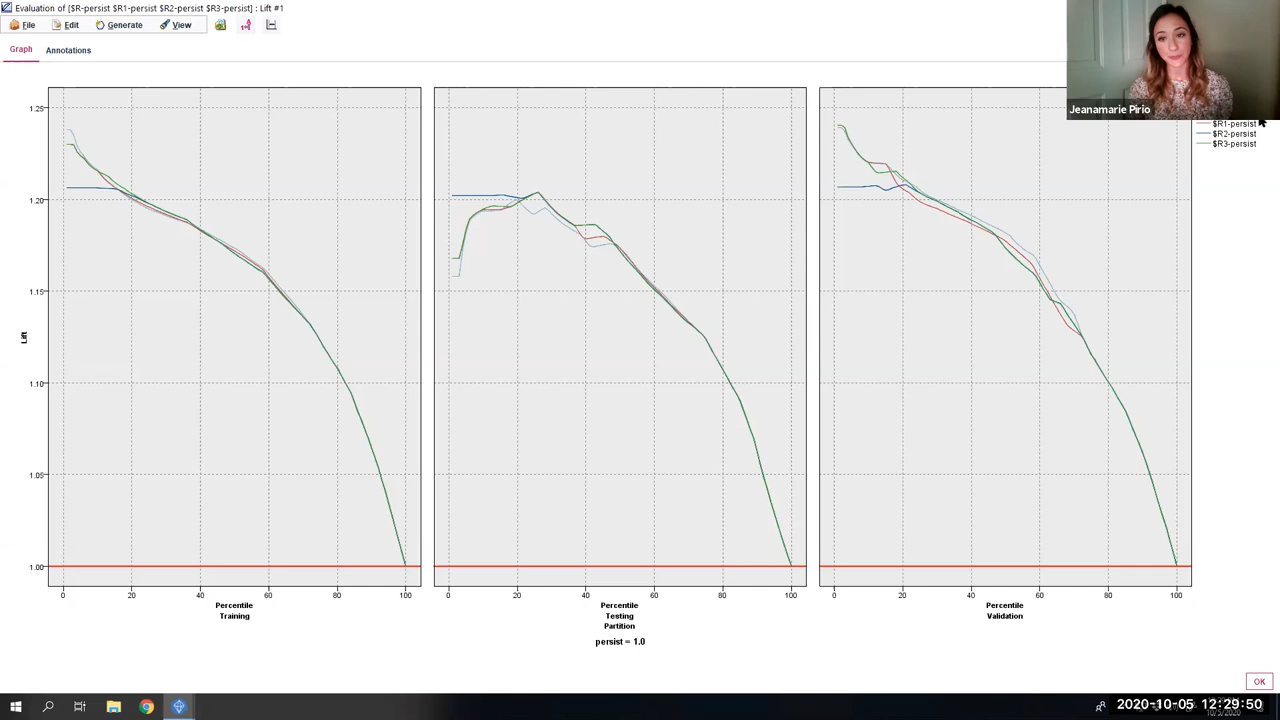 Evaluation of [$R-persist $R1-persist $R2-persist $R3-persist] : Lift #1
File Edit Generate View
Graph Annotations
Jeanamarie Pirio
$R1-persist
$R2-persist
$R3-persist
1.25
1.20
1.15
1.10
1.05
1.00
Lift
0 20 40 60 80 100
0 20 40 60 80 100
0 20 40 60 80 100
Percentile
Training
Percentile
Testing
Partition
Percentile
Validation
persist = 1.0
OK
2020-10-05 12:29:50
10/5/2020